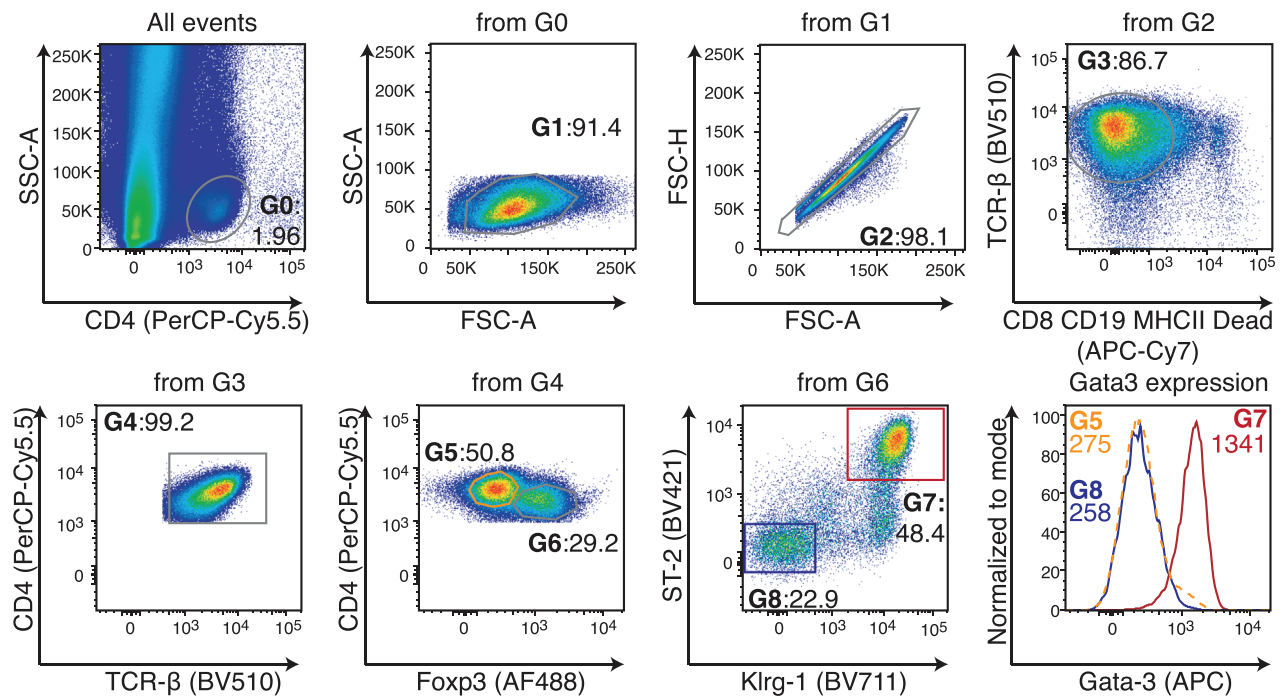 All events
250K
200K
150K
100K
50K
0
SSC-A
G0:
1.96
0 10³ 10⁴ 10⁵
CD4 (PerCP-Cy5.5)
from G0
250K
200K
150K
100K
50K
0
SSC-A
G1:91.4
0 50K 150K 250K
FSC-A
from G1
250K
200K
150K
100K
50K
0
FSC-H
G2:98.1
0 50K 150K 250K
FSC-A
from G2
G3:86.7
10⁵
10⁴
10³
0
TCR-β (BV510)
0 10³ 10⁴ 10⁵
CD8 CD19 MHCII Dead
(APC-Cy7)
from G3
G4:99.2
10⁵
10⁴
10³
0
CD4 (PerCP-Cy5.5)
0 10³ 10⁴ 10⁵
TCR-β (BV510)
from G4
10⁵
10⁴
10³
0
CD4 (PerCP-Cy5.5)
G5:50.8
G6:29.2
0 10³ 10⁴
Foxp3 (AF488)
from G6
10⁴
10³
0
ST-2 (BV421)
G7:
48.4
G8:22.9
0 10³ 10⁴ 10⁵
Klrg-1 (BV711)
Gata3 expression
100
80
60
40
20
0
Normalized to mode
G5
275
G7
1341
G8
258
0 10³ 10⁴
Gata-3 (APC)